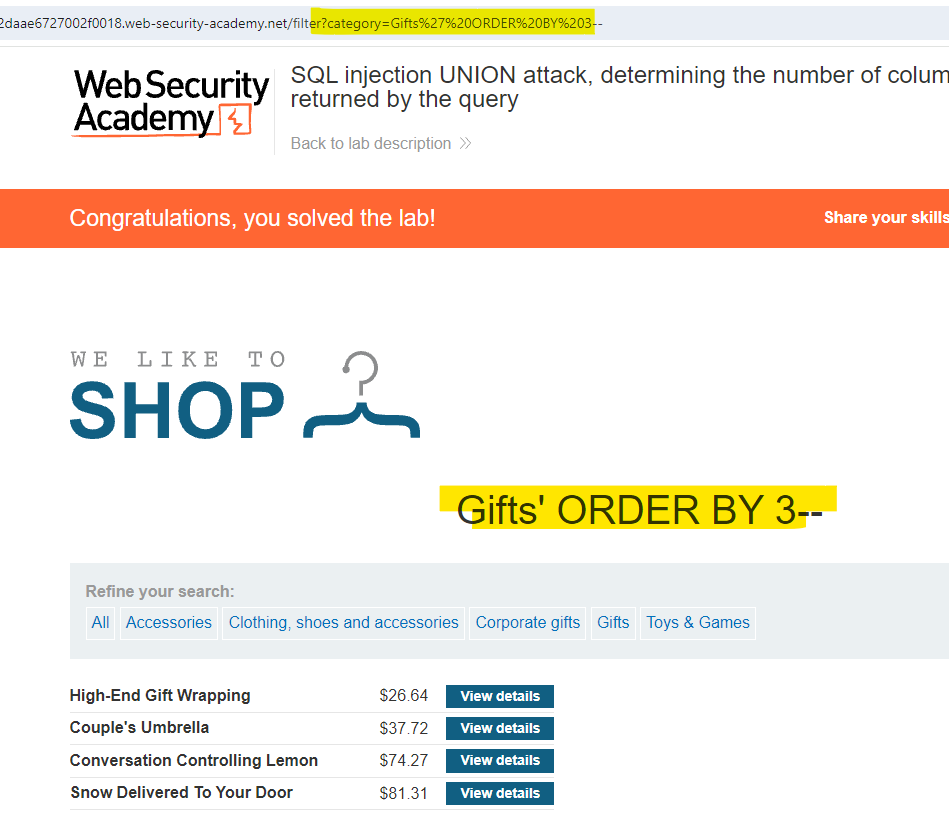 2daae6727002f0018.web-security-academy.net/filter?category=Gifts%27%20ORDER%20BY%203--
Web Security
Academy
SQL injection UNION attack, determining the number of colum
returned by the query
Back to lab description
Congratulations, you solved the lab!
Share your skills
WE LIKE TO
SHOP
Gifts' ORDER BY 3--
Refine your search:
All Accessories Clothing, shoes and accessories Corporate gifts Gifts Toys & Games
High-End Gift Wrapping $26.64 View details
Couple's Umbrella $37.72 View details
Conversation Controlling Lemon $74.27 View details
Snow Delivered To Your Door $81.31 View details